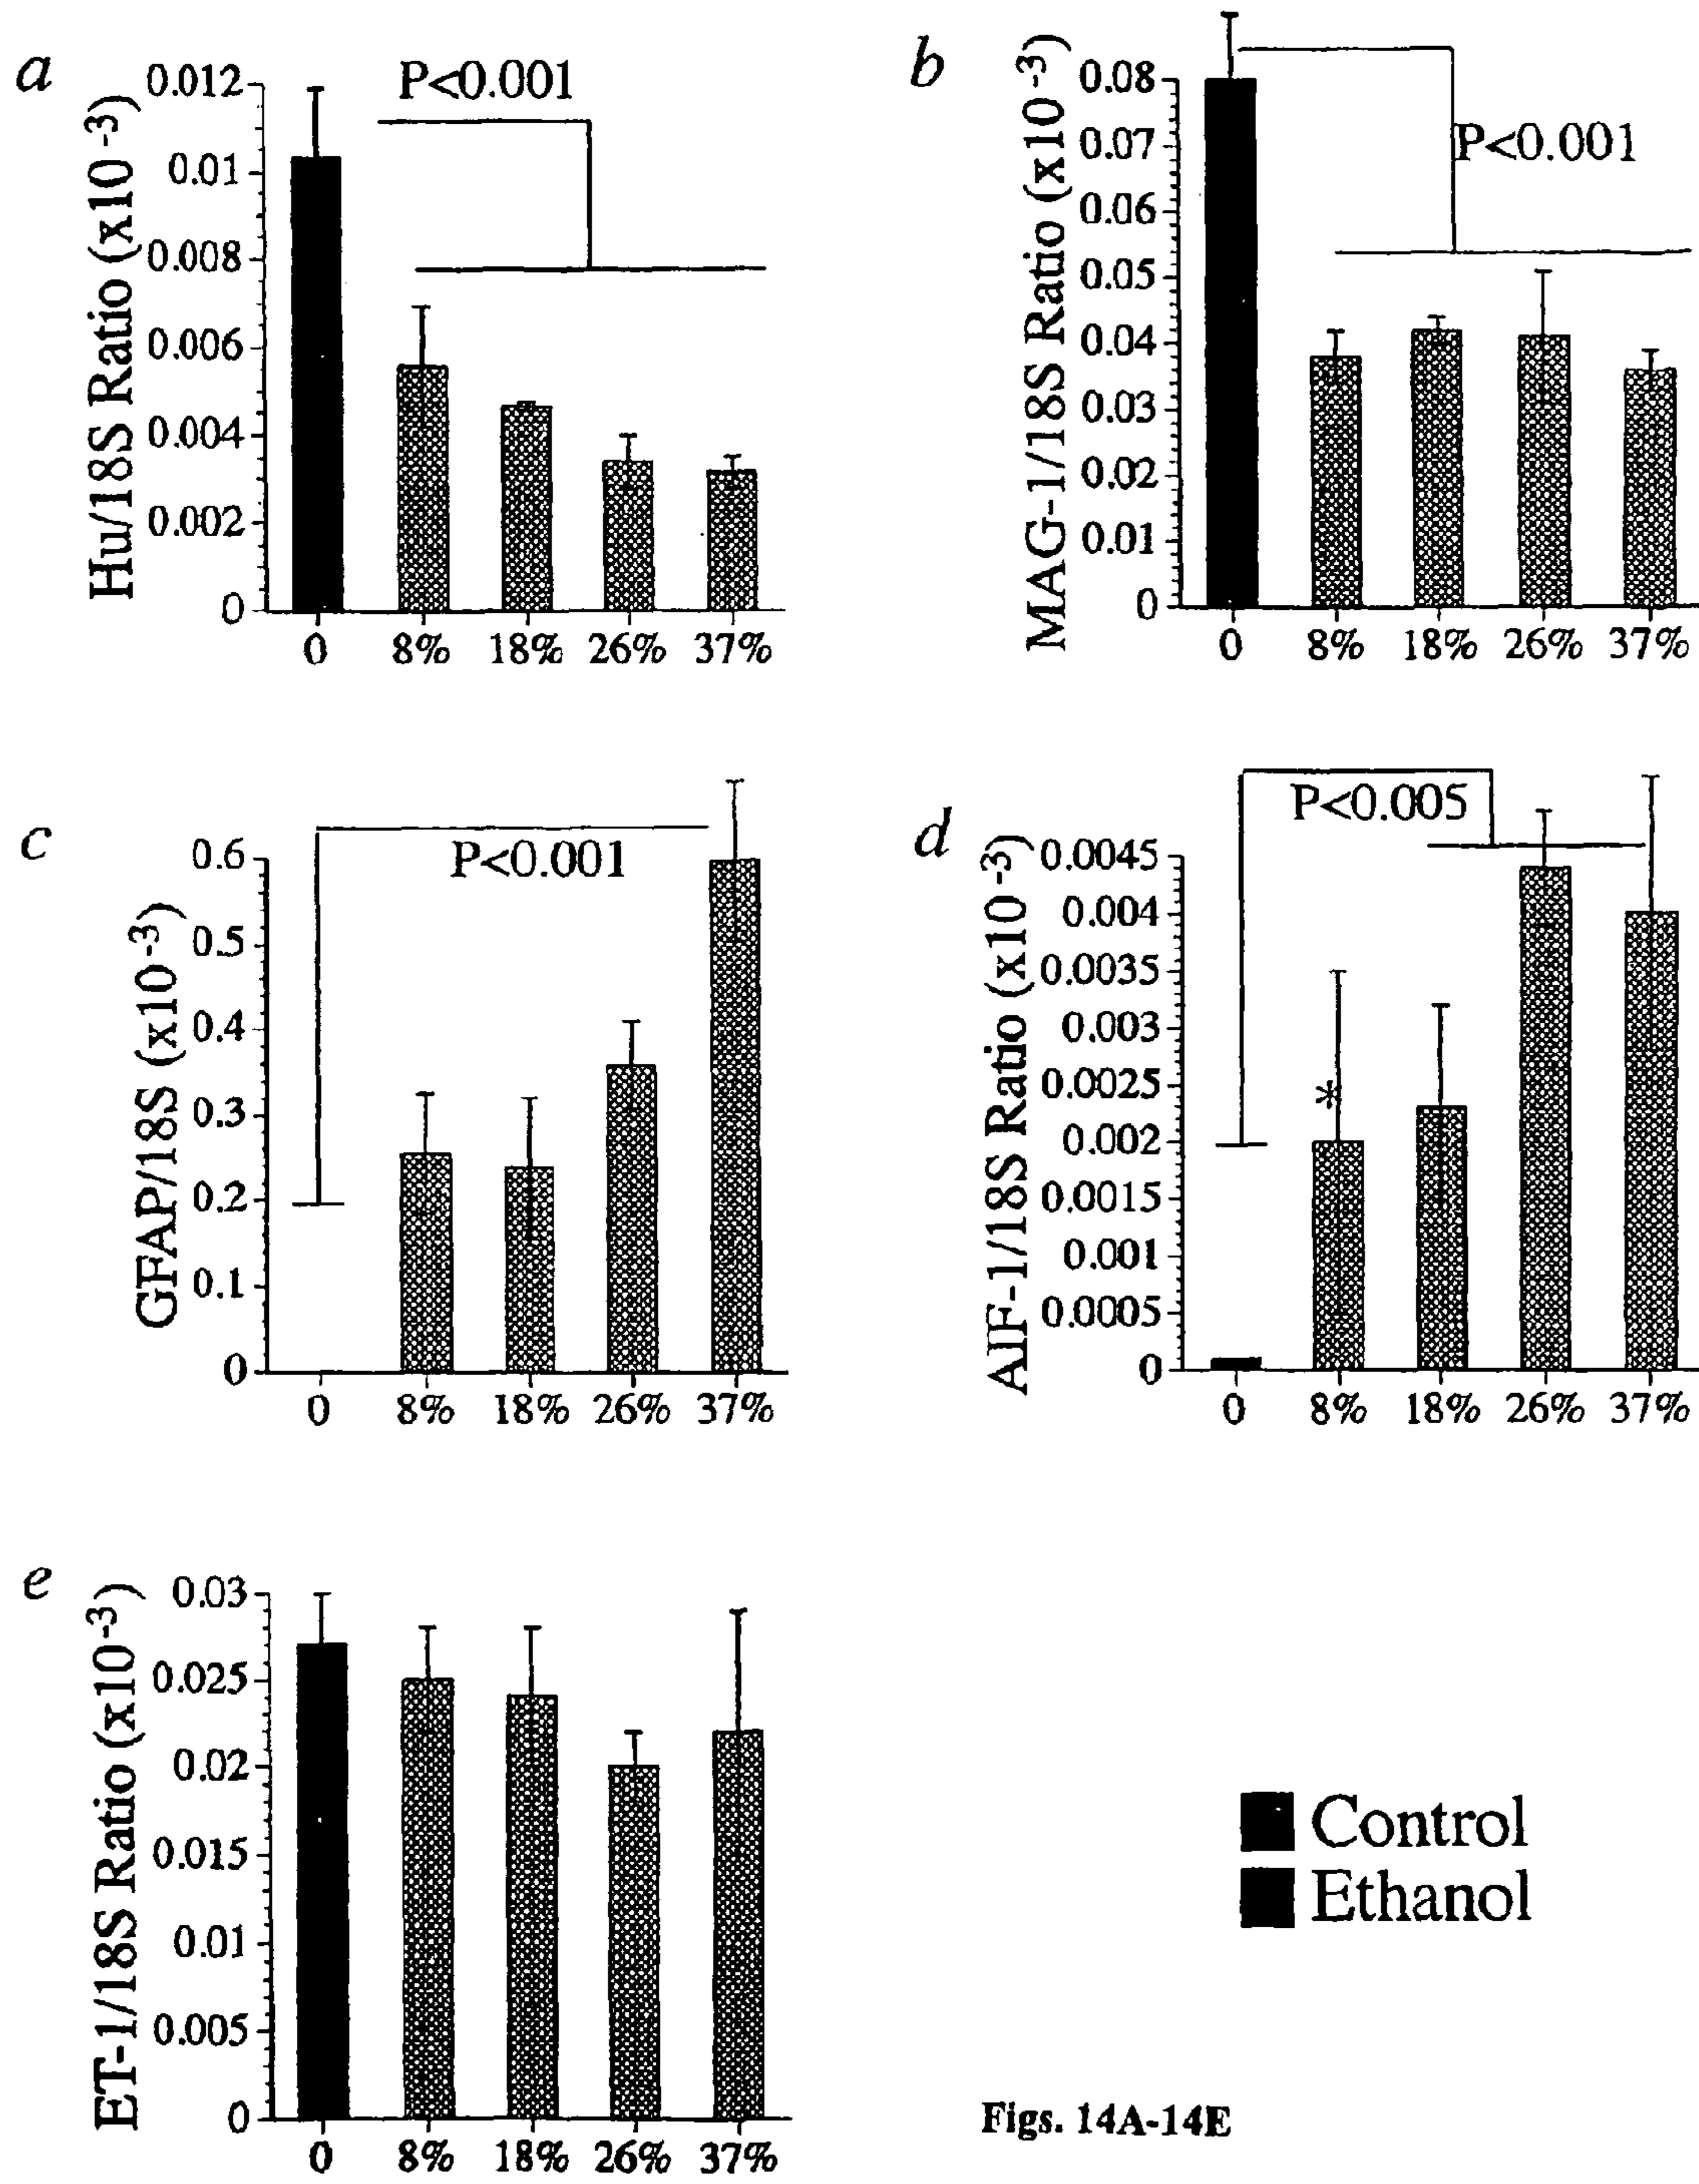 a
P<0.001
Hu/18S Ratio (x10-3)
0.012
0.01
0.008
0.006
0.004
0.002
0
0 8% 18% 26% 37%
b
P<0.001
MAG-1/18S Ratio (x10-3)
0.08
0.07
0.06
0.05
0.04
0.03
0.02
0.01
0
0 8% 18% 26% 37%
c
P<0.001
GFAP/18S (x10-3)
0.6
0.5
0.4
0.3
0.2
0.1
0
0 8% 18% 26% 37%
d
P<0.005
AIF-1/18S Ratio (x10-3)
0.0045
0.004
0.0035
0.003
0.0025
0.002
0.0015
0.001
0.0005
0
*
0 8% 18% 26% 37%
e
ET-1/18S Ratio (x10-3)
0.03
0.025
0.02
0.015
0.01
0.005
0
0 8% 18% 26% 37%
Control
Ethanol
Figs. 14A-14E